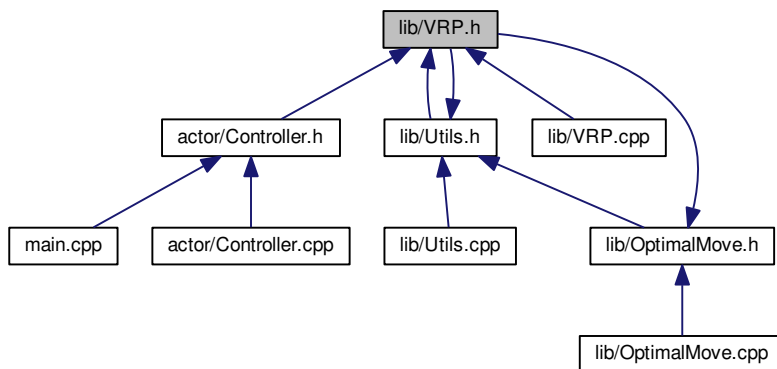 lib/VRP.h
actor/Controller.h
lib/Utils.h
lib/VRP.cpp
main.cpp
actor/Controller.cpp
lib/Utils.cpp
lib/OptimalMove.h
lib/OptimalMove.cpp